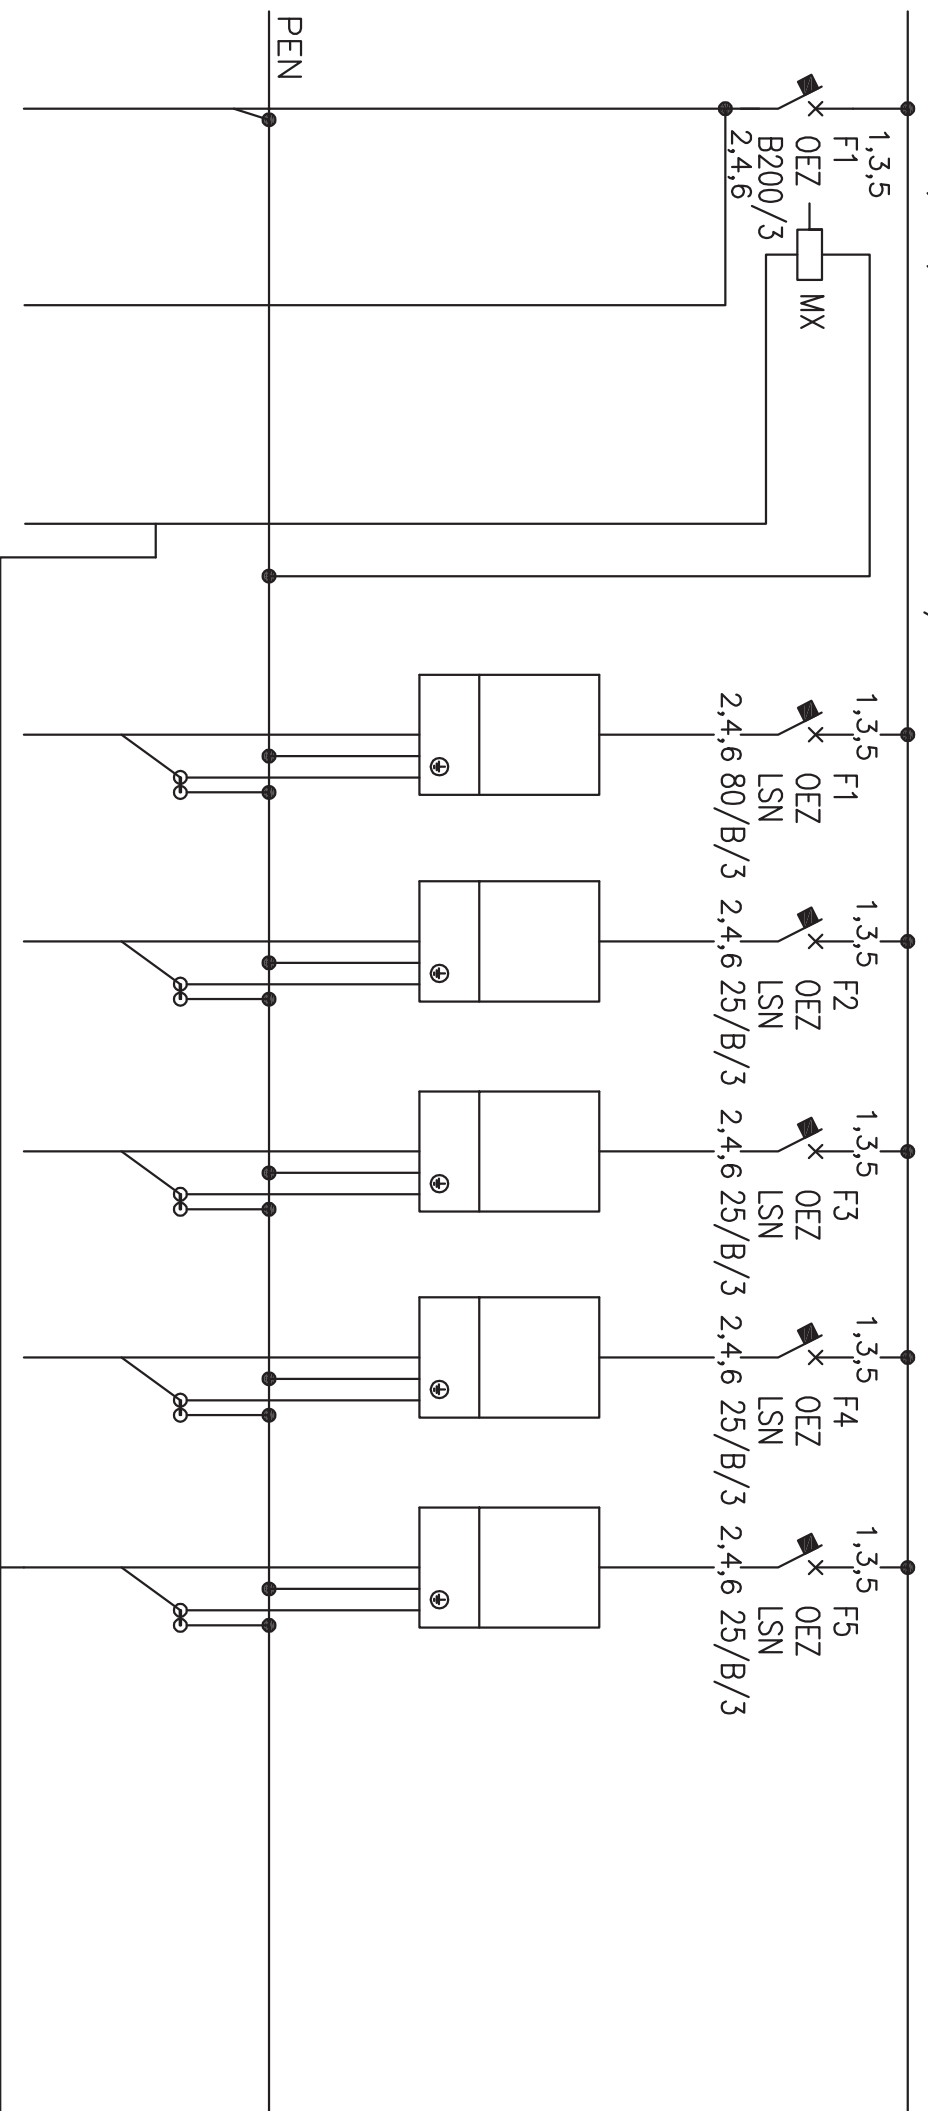 PEN
1,3,5
F1
OEZ
B200/3
2,4,6
MX
1,3,5
F1
OEZ
LSN
2,4,6 80/B/3
1,3,5
F2
OEZ
LSN
2,4,6 25/B/3
1,3,5
F3
OEZ
LSN
2,4,6 25/B/3
1,3,5
F4
OEZ
LSN
2,4,6 25/B/3
1,3,5
F5
OEZ
LSN
2,4,6 25/B/3